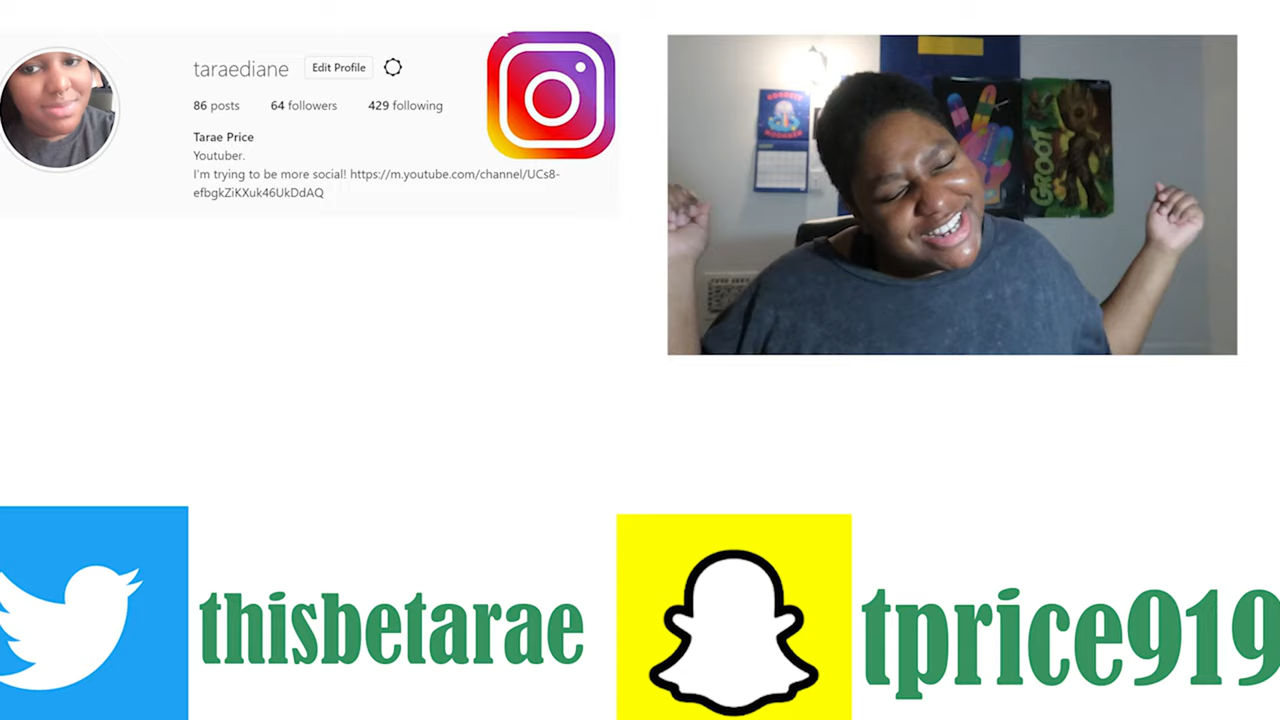 taraediane Edit Profile
86 posts 64 followers 429 following
Tarae Price
Youtuber.
I'm trying to be more social! https://m.youtube.com/channel/UCs8-
efbgkZiKXuk46UkDdAQ
GROOT
thisbetarae
tprice919